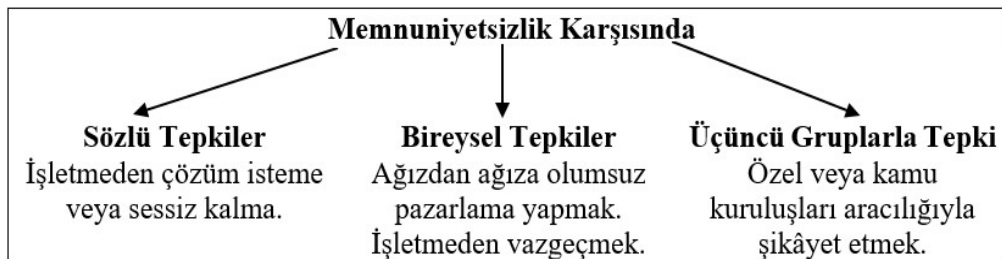 Memnuniyetsizlik Karşısında
Sözlü Tepkiler
İşletmeden çözüm isteme
veya sessiz kalma.
Bireysel Tepkiler
Ağızdan ağıza olumsuz
pazarlama yapmak.
İşletmeden vazgeçmek.
Üçüncü Gruplarla Tepki
Özel veya kamu
kuruluşları aracılığıyla
şikâyet etmek.